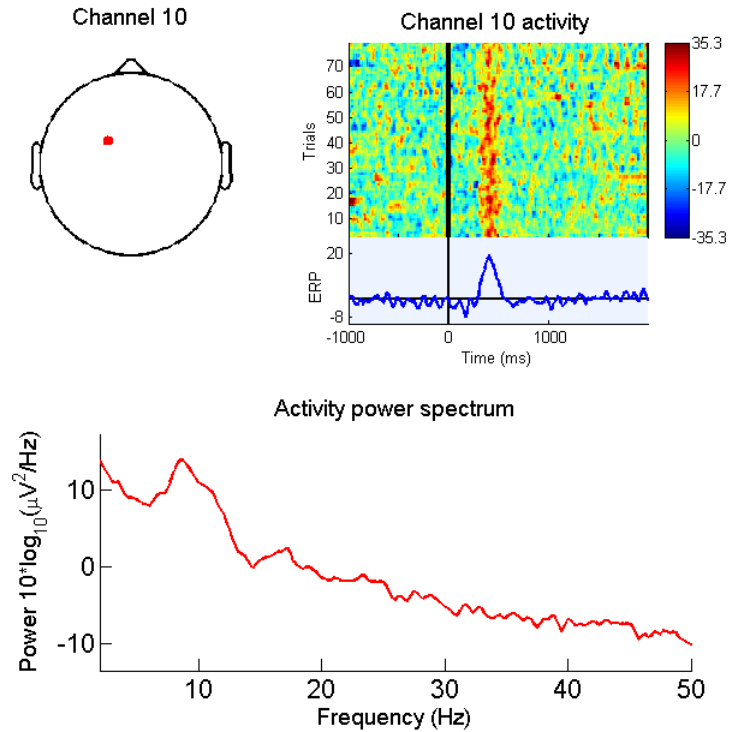 Channel 10
Channel 10 activity
70
60
50
40
30
20
10
Trials
35.3
17.7
0
-17.7
-35.3
20
-8
ERP
-1000 0 1000
Time (ms)
Activity power spectrum
10
0
-10
Power 10*log₁₀(μV²/Hz)
10 20 30 40 50
Frequency (Hz)